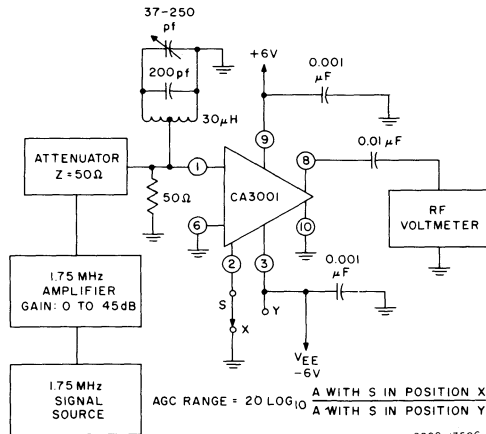 37-250
pf
200pf
30µH
+6V
0.001
µF
ATTENUATOR
Z = 50Ω
50Ω
1
6
2
3
9
8
10
CA3001
0.01 µF
RF
VOLTMETER
1.75 MHz
AMPLIFIER
GAIN: 0 TO 45dB
S
X
Y
0.001
µF
VEE
-6V
1.75 MHz
SIGNAL
SOURCE
AGC RANGE = 20 LOG10 A WITH S IN POSITION X
A WITH S IN POSITION Y